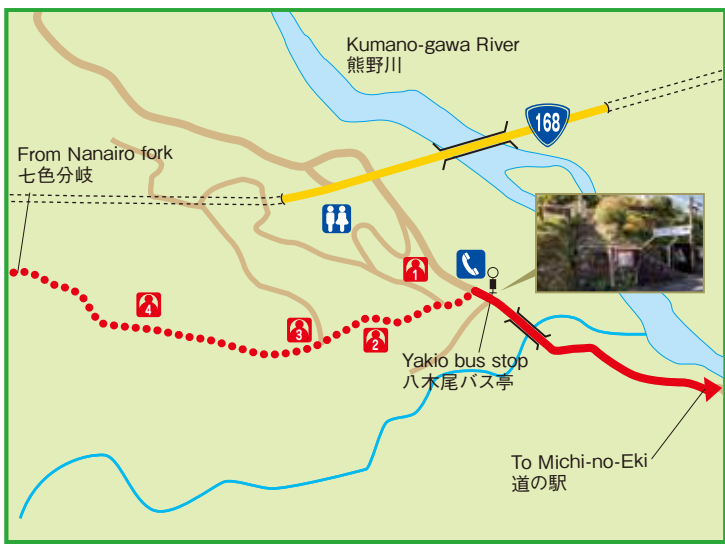 Kumano-gawa River
熊野川
168
From Nanairo fork
七色分岐
1
4
3
2
Yakio bus stop
八木尾バス亭
To Michi-no-Eki
道の駅